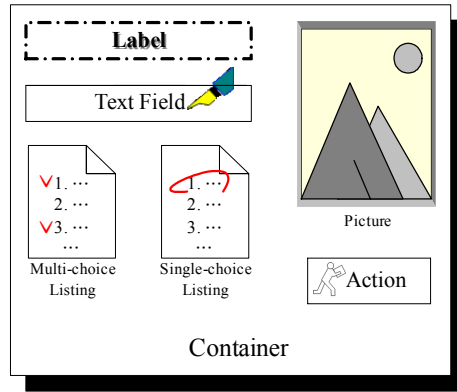 Label
Text Field
1. ...
2. ...
3. ...
...
Multi-choice
Listing
1. ...
2. ...
3. ...
...
Single-choice
Listing
Picture
Action
Container